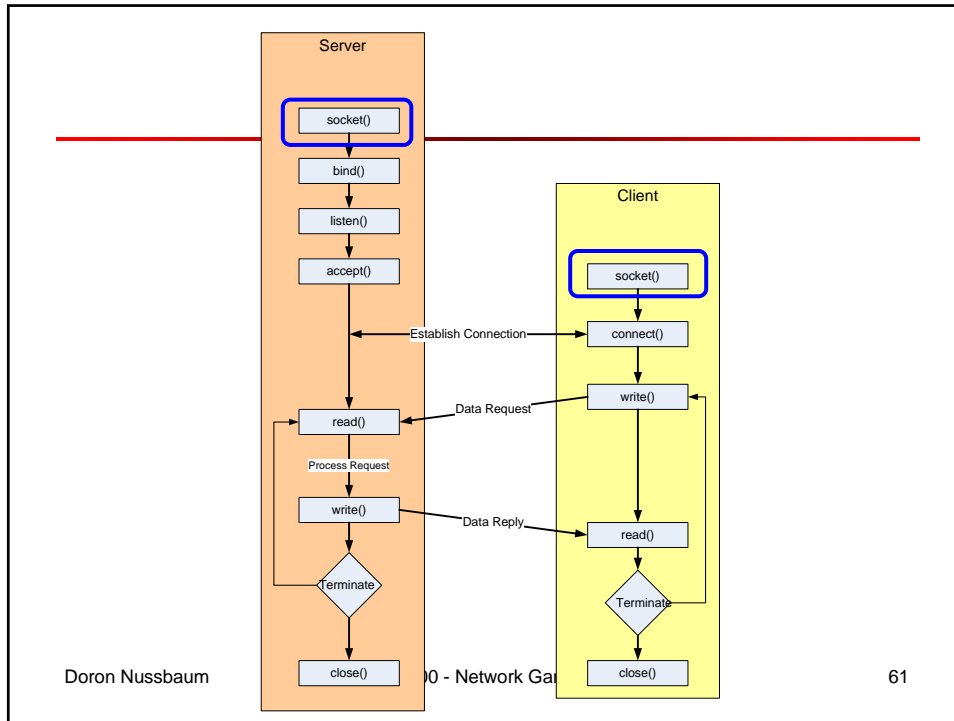 Server
socket()
bind()
listen()
accept()
Client
socket()
Establish Connection
connect()
write()
Data Request
read()
Process Request
write()
Data Reply
read()
Terminate
Terminate
close()
close()
Doron Nussbaum
00 - Network
61